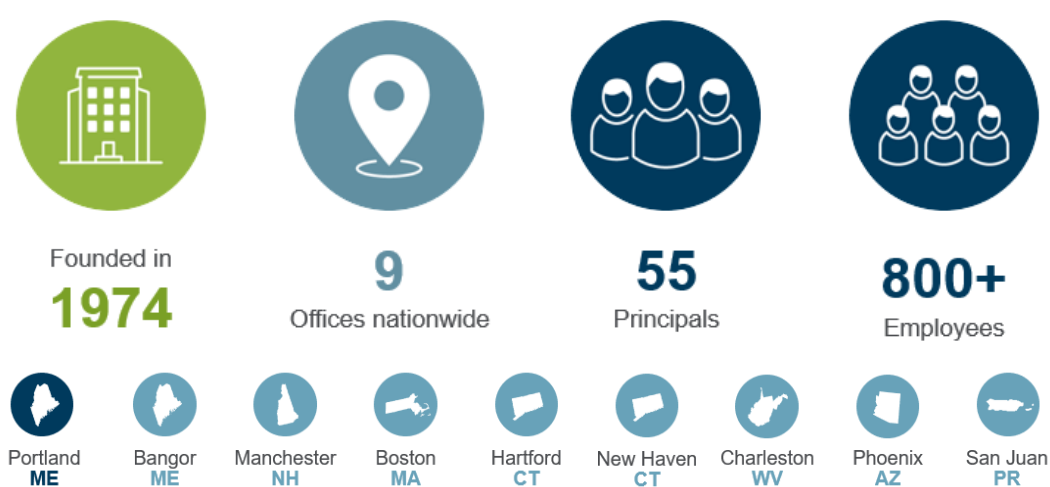 Founded in
1974
9
Offices nationwide
55
Principals
800+
Employees
Portland
ME
Bangor
ME
Manchester
NH
Boston
MA
Hartford
CT
New Haven
CT
Charleston
WV
Phoenix
AZ
San Juan
PR